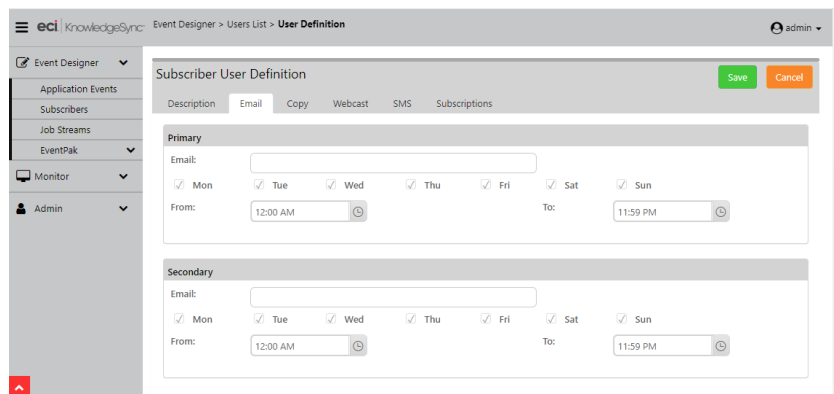 eci KnowledgeSync
Event Designer > Users List > User Definition
admin
Event Designer
Application Events
Subscribers
Job Streams
EventPak
Monitor
Admin
Subscriber User Definition
Save
Cancel
Description Email Copy Webcast SMS Subscriptions
Primary
Email:
Mon Tue Wed Thu Fri Sat Sun
From: 12:00 AM To: 11:59 PM
Secondary
Email:
Mon Tue Wed Thu Fri Sat Sun
From: 12:00 AM To: 11:59 PM